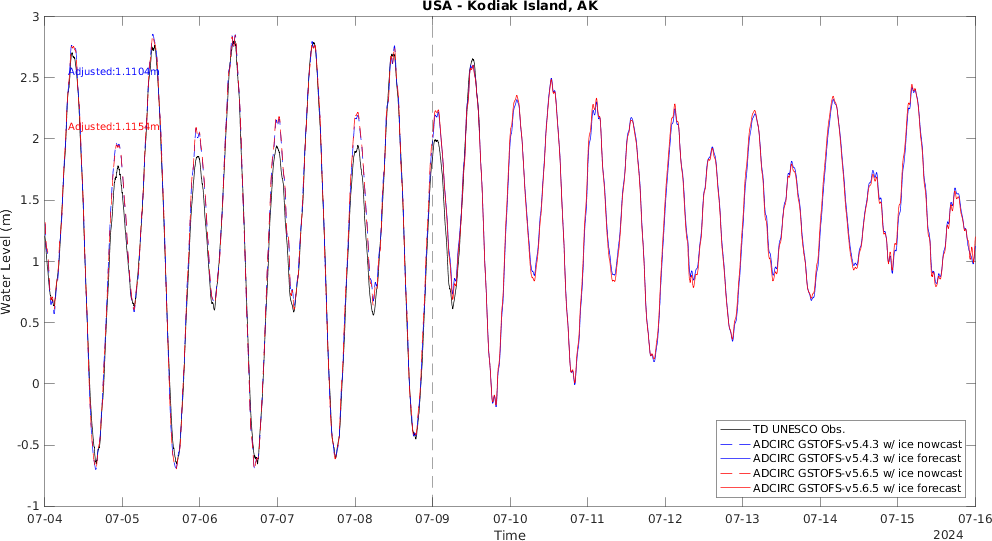 USA - Kodiak Island, AK
3
2.5
2
1.5
1
0.5
0
-0.5
-1
Water Level (m)
Adjusted:1.1104m
Adjusted:1.1154m
TD UNESCO Obs.
ADCIRC GSTOFS-v5.4.3 w/ ice nowcast
ADCIRC GSTOFS-v5.4.3 w/ ice forecast
ADCIRC GSTOFS-v5.6.5 w/ ice nowcast
ADCIRC GSTOFS-v5.6.5 w/ ice forecast
07-04 07-05 07-06 07-07 07-08 07-09 07-10 07-11 07-12 07-13 07-14 07-15 07-16
Time
2024